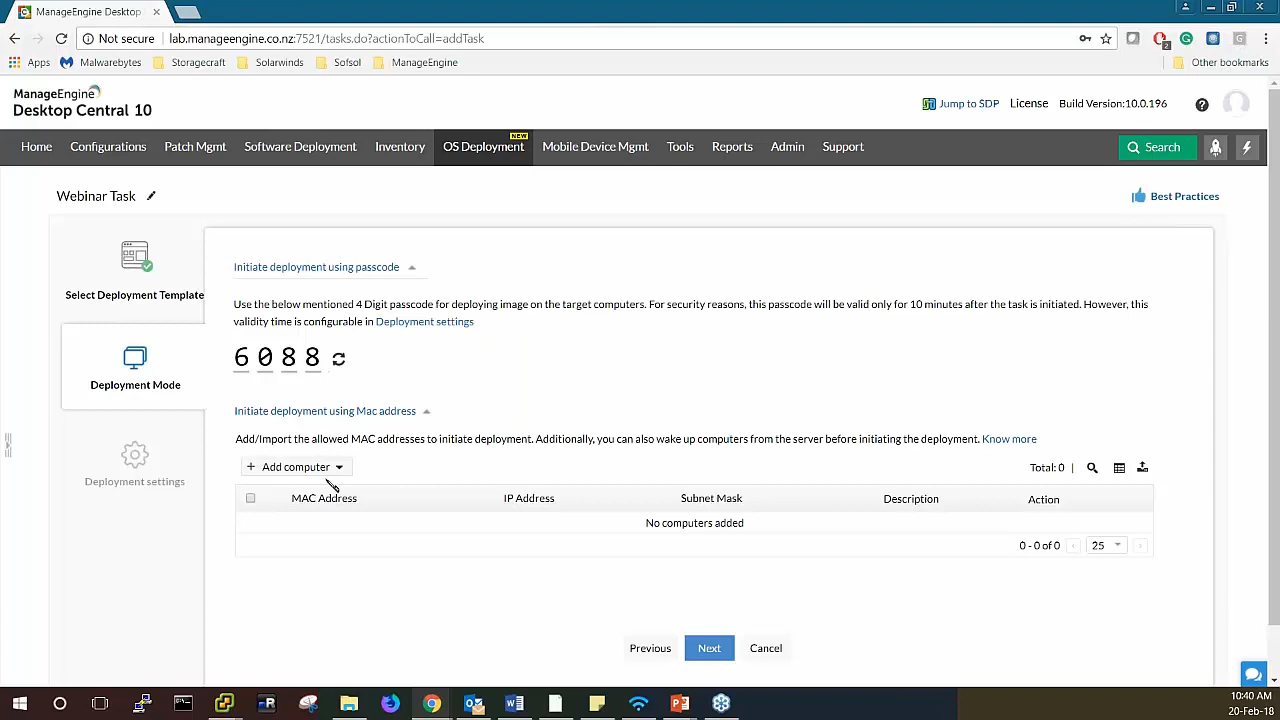 ManageEngine Desktop
Not secure
lab.manageengine.co.nz:7521/tasks.do?actionToCall=addTask
2
G
Apps
Malwarebytes
Storagecraft
Solarwinds
Sofsol
ManageEngine
Other bookmarks
ManageEngine
Desktop Central 10
Jump to SDP
License
Build Version:10.0.196
?
Home
Configurations
Patch Mgmt
Software Deployment
Inventory
OS Deployment
NEW
Mobile Device Mgmt
Tools
Reports
Admin
Support
Search
Webinar Task
Best Practices
Select Deployment Template
Deployment Mode
Deployment settings
Initiate deployment using passcode
Use the below mentioned 4 Digit passcode for deploying image on the target computers. For security reasons, this passcode will be valid only for 10 minutes after the task is initiated. However, this
validity time is configurable in Deployment settings
6 0 8 8
Initiate deployment using Mac address
Add/Import the allowed MAC addresses to initiate deployment. Additionally, you can also wake up computers from the server before initiating the deployment. Know more
+ Add computer
Total: 0 |
MAC Address
IP Address
Subnet Mask
Description
Action
No computers added
0 - 0 of 0
25
Previous
Next
Cancel
10:40 AM
20-Feb-18